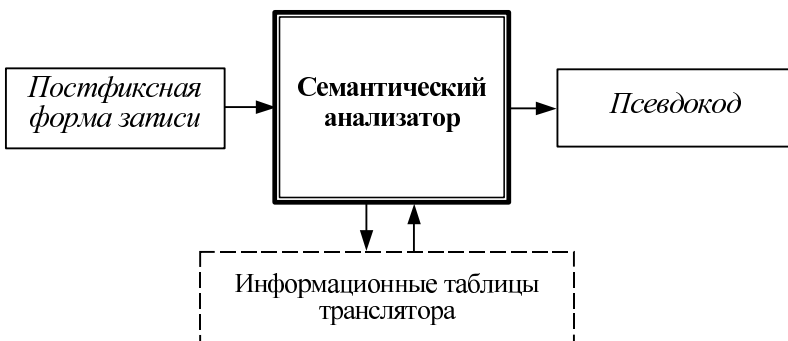 Постфиксная
форма записи
Семантический
анализатор
Псевдокод
Информационные таблицы
транслятора